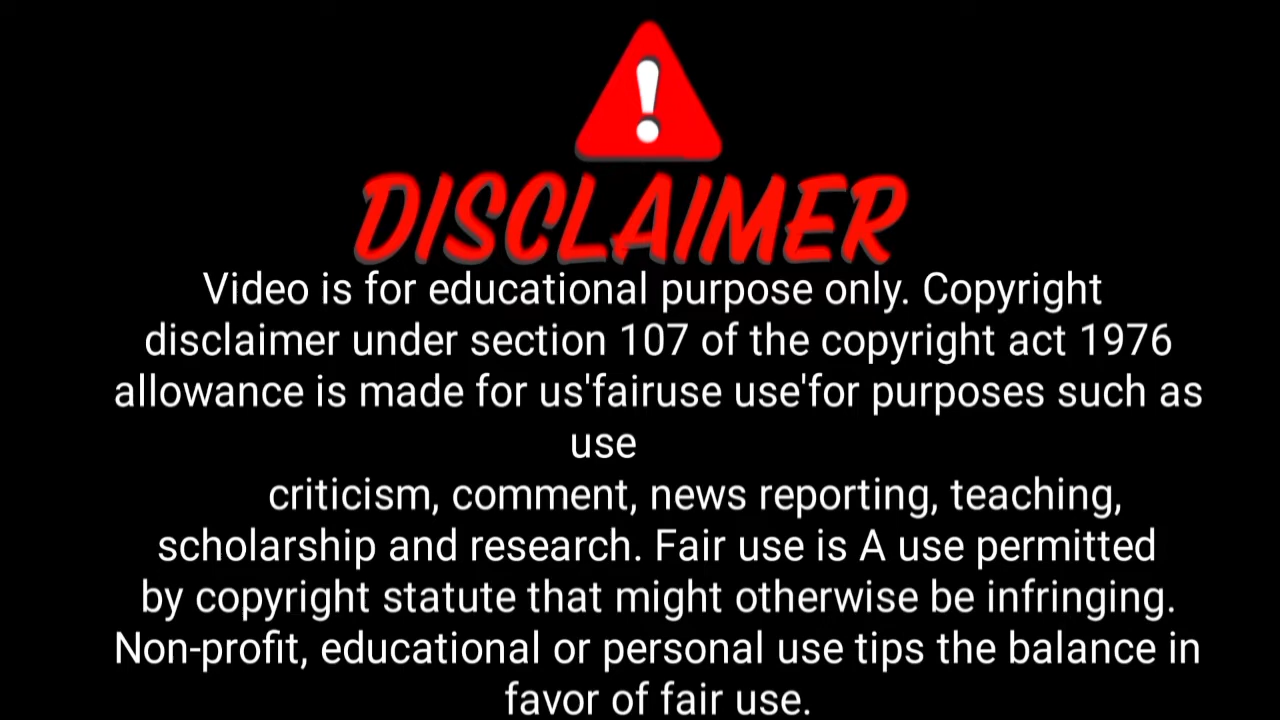 !
DISCLAIMER
Video is for educational purpose only. Copyright
disclaimer under section 107 of the copyright act 1976
allowance is made for us'fairuse use'for purposes such as
use
criticism, comment, news reporting, teaching,
scholarship and research. Fair use is A use permitted
by copyright statute that might otherwise be infringing.
Non-profit, educational or personal use tips the balance in
favor of fair use.